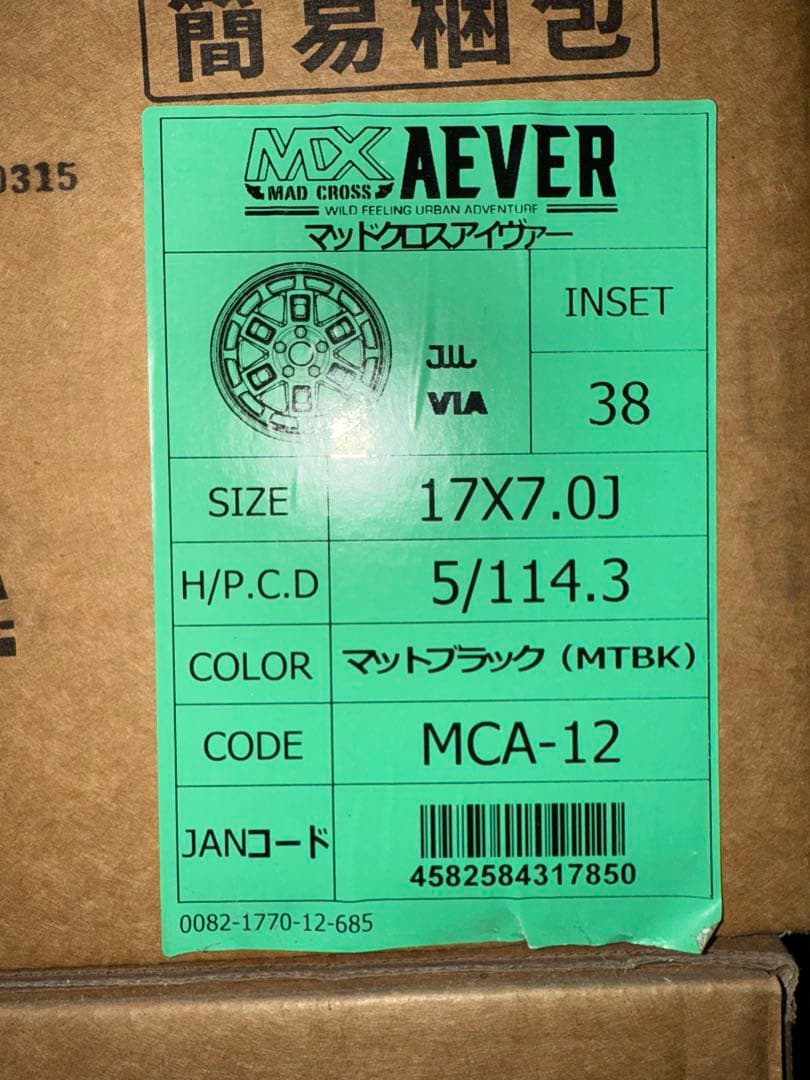 簡易梱包
0315
MX AEVER
MAD CROSS
WILD FEELING URBAN ADVENTURE
マッドクロスアイヴァー
JWL
VIA
INSET
38
SIZE 17X7.0J
H/P.C.D 5/114.3
COLOR マットブラック（MTBK）
CODE MCA-12
JANコード
4582584317850
0082-1770-12-685